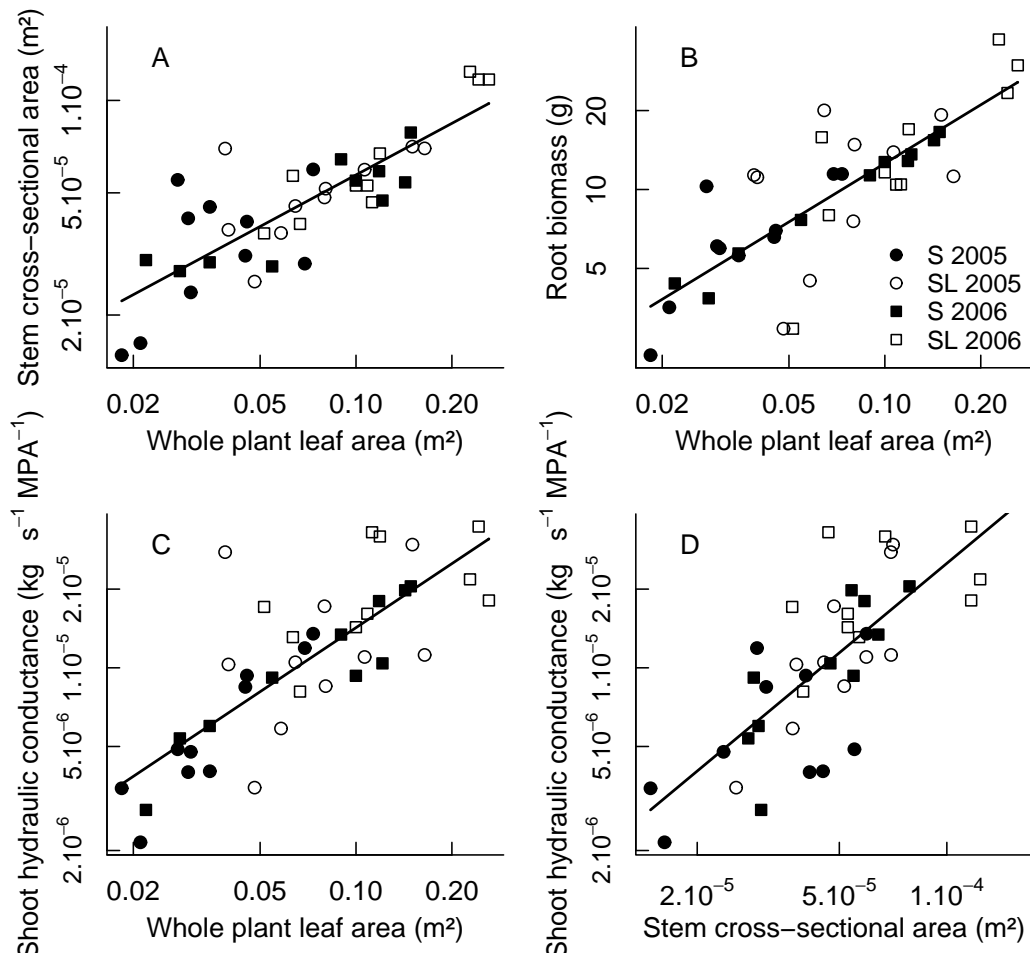 A
Stem cross−sectional area (m²)
1.10⁻⁴
5.10⁻⁵
2.10⁻⁵
0.02 0.05 0.10 0.20
Whole plant leaf area (m²)
B
Root biomass (g)
20
10
5
S 2005
SL 2005
S 2006
SL 2006
0.02 0.05 0.10 0.20
Whole plant leaf area (m²)
C
Shoot hydraulic conductance (kg s⁻¹ MPA⁻¹)
2.10⁻⁵
1.10⁻⁵
5.10⁻⁶
2.10⁻⁶
0.02 0.05 0.10 0.20
Whole plant leaf area (m²)
D
Shoot hydraulic conductance (kg s⁻¹ MPA⁻¹)
2.10⁻⁵
1.10⁻⁵
5.10⁻⁶
2.10⁻⁶
2.10⁻⁵ 5.10⁻⁵ 1.10⁻⁴
Stem cross−sectional area (m²)